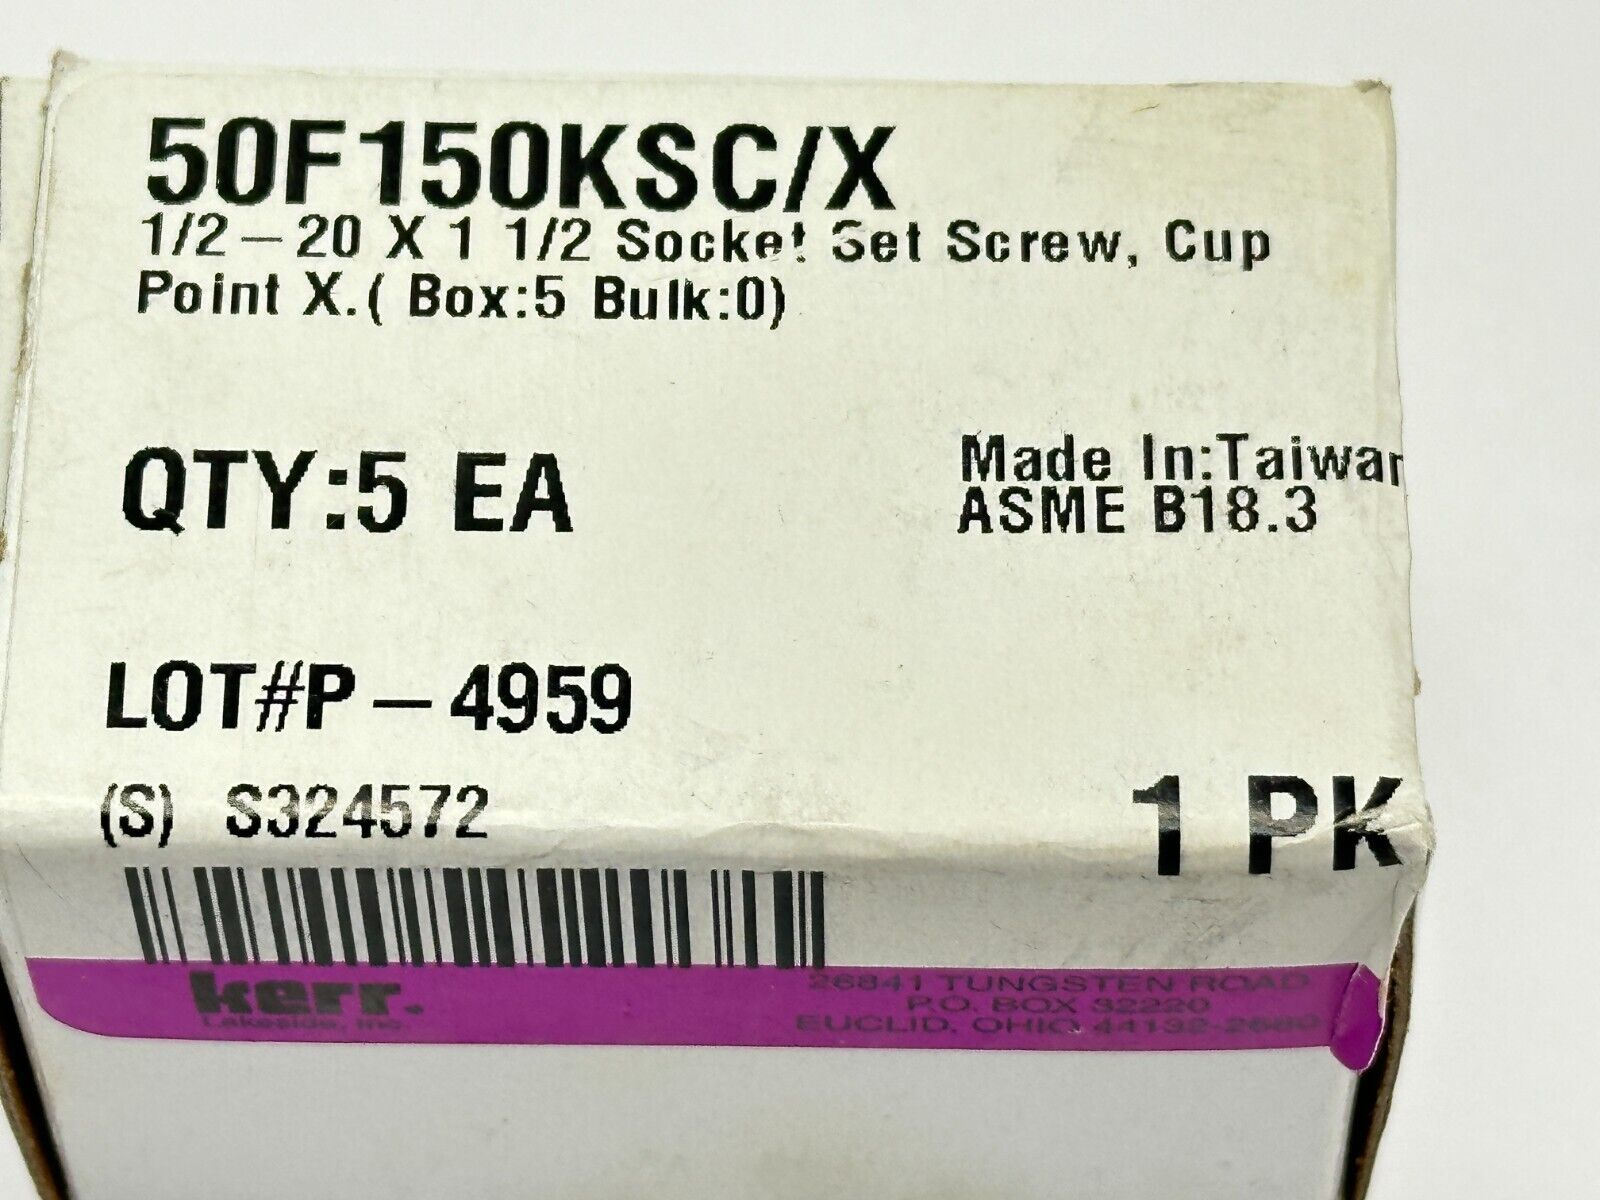 50F150KSC/X
1/2-20 X 1 1/2 Socket Set Screw, Cup
Point X.( Box:5 Bulk:0)
QTY:5 EA
Made In:Taiwan
ASME B18.3
LOT#P-4959
(S) S324572
1 PK
kerr.
Lakeside, Inc.
26841 TUNGSTEN ROAD
P.O. BOX 32220
EUCLID, OHIO 44132-2680